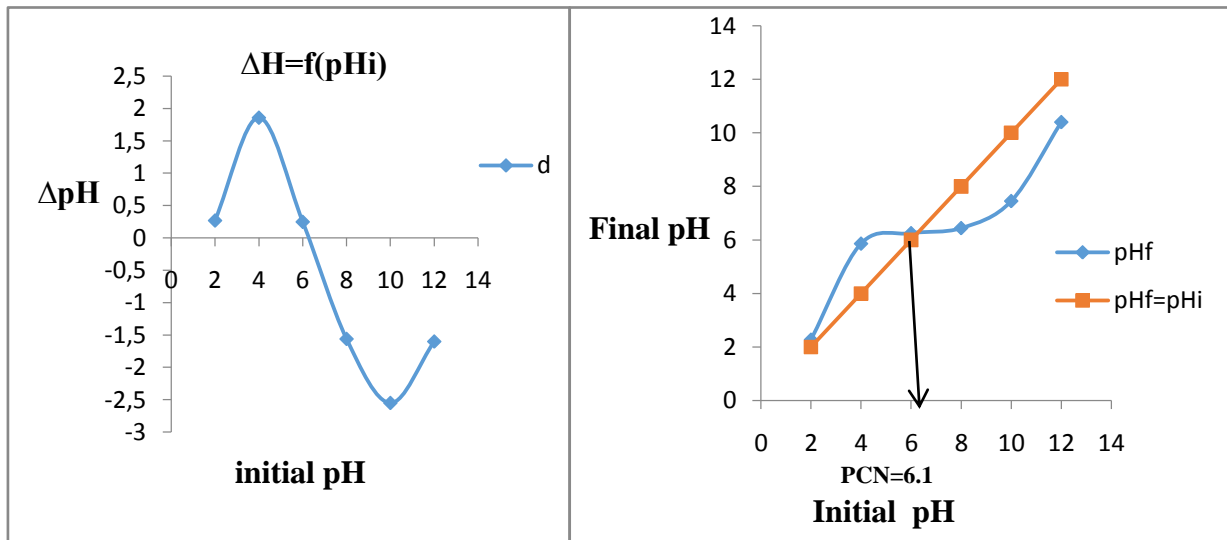 ∆H=f(pHi)
2,5
2
1,5
1
0,5
0
-0,5
-1
-1,5
-2
-2,5
-3
0 2 4 6 8 10 12 14
∆pH
initial pH
d
14
12
10
8
6
4
2
0
0 2 4 6 8 10 12 14
Final pH
PCN=6.1
Initial pH
pHf
pHf=pHi